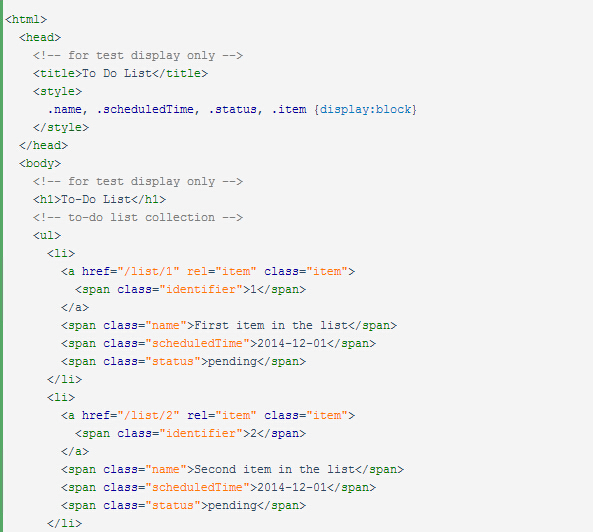 <html>
<head>
<!-- for test display only -->
<title>To Do List</title>
<style>
.name, .scheduledTime, .status, .item {display:block}
</style>
</head>
<body>
<!-- for test display only -->
<h1>To-Do List</h1>
<!-- to-do list collection -->
<ul>
<li>
<a href="/list/1" rel="item" class="item">
<span class="identifier">1</span>
</a>
<span class="name">First item in the list</span>
<span class="scheduledTime">2014-12-01</span>
<span class="status">pending</span>
</li>
<li>
<a href="/list/2" rel="item" class="item">
<span class="identifier">2</span>
</a>
<span class="name">Second item in the list</span>
<span class="scheduledTime">2014-12-01</span>
<span class="status">pending</span>
</li>